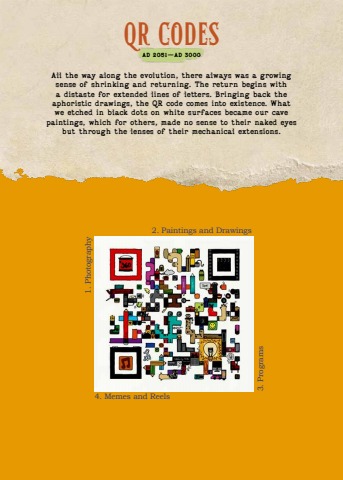 QR CODES
AD 2051—AD 3000
All the way along the evolution, there always was a growing
sense of shrinking and returning. The return begins with
a distaste for extended lines of letters. Bringing back the
aphoristic drawings, the QR code comes into existence. What
we etched in black dots on white surfaces became our cave
paintings, which for others, made no sense to their naked eyes
but through the lenses of their mechanical extensions.
2. Paintings and Drawings
1. Photography
3. Programs
4. Memes and Reels